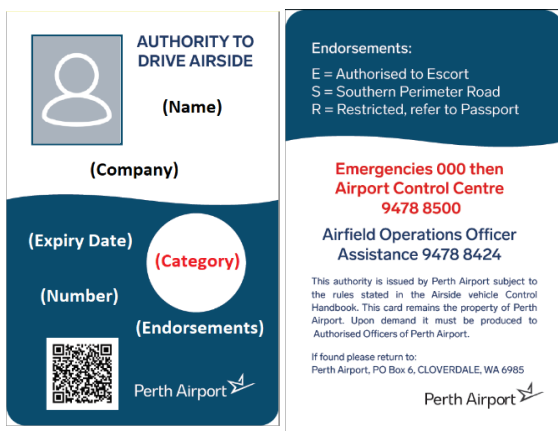 AUTHORITY TO
DRIVE AIRSIDE
(Name)
(Company)
(Expiry Date)
(Category)
(Number)
(Endorsements)
Perth Airport
Endorsements:
E = Authorised to Escort
S = Southern Perimeter Road
R = Restricted, refer to Passport
Emergencies 000 then
Airport Control Centre
9478 8500
Airfield Operations Officer
Assistance 9478 8424
This authority is issued by Perth Airport subject to
the rules stated in the Airside vehicle Control
Handbook. This card remains the property of Perth
Airport. Upon demand it must be produced to
Authorised Officers of Perth Airport.
If found please return to:
Perth Airport, PO Box 6, CLOVERDALE, WA 6985
Perth Airport